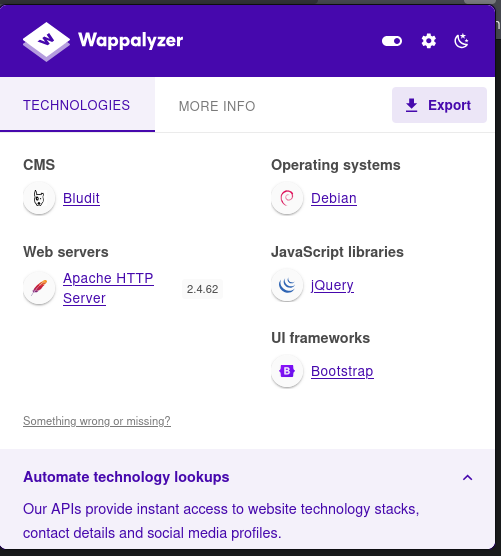 Wappalyzer
TECHNOLOGIES
MORE INFO
Export
CMS
Bludit
Operating systems
Debian
Web servers
Apache HTTP
Server
2.4.62
JavaScript libraries
jQuery
UI frameworks
Bootstrap
Something wrong or missing?
Automate technology lookups
Our APIs provide instant access to website technology stacks,
contact details and social media profiles.